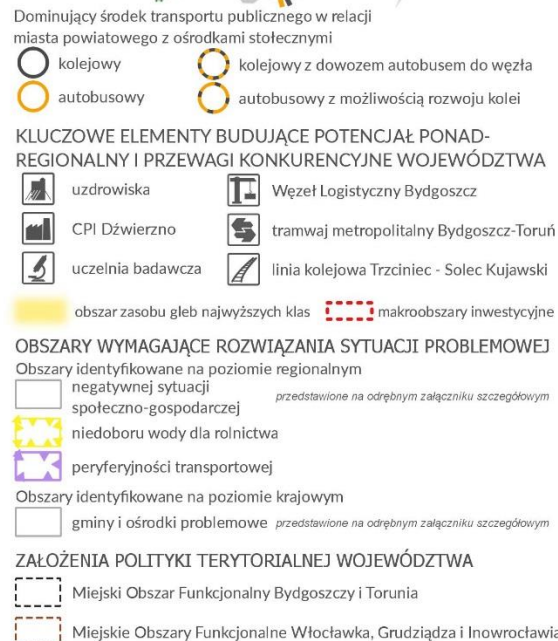 Dominujący środek transportu publicznego w relacji
miasta powiatowego z ośrodkami stołecznymi
kolejowy
kolejowy z dowozem autobusem do węzła
autobusowy
autobusowy z możliwością rozwoju kolei
KLUCZOWE ELEMENTY BUDUJĄCE POTENCJAŁ PONAD-
REGIONALNY I PRZEWAGI KONKURENCYJNE WOJEWÓDZTWA
uzdrowiska
Węzeł Logistyczny Bydgoszcz
CPI Dźwierzno
tramwaj metropolitalny Bydgoszcz-Toruń
uczelnia badawcza
linia kolejowa Trzciniec - Solec Kujawski
obszar zasobu gleb najwyższych klas
makroobszary inwestycyjne
OBSZARY WYMAGAJĄCE ROZWIĄZANIA SYTUACJI PROBLEMOWEJ
Obszary identyfikowane na poziomie regionalnym
negatywnej sytuacji
społeczno-gospodarczej
przedstawione na odrębnym załączniku szczegółowym
niedoboru wody dla rolnictwa
peryferyjności transportowej
Obszary identyfikowane na poziomie krajowym
gminy i ośrodki problemowe przedstawione na odrębnym załączniku szczegółowym
ZAŁOŻENIA POLITYKI TERYTORIALNEJ WOJEWÓDZTWA
Miejski Obszar Funkcjonalny Bydgoszczy i Torunia
Miejskie Obszary Funkcjonalne Włocławka, Grudziądza i Inowrocławia